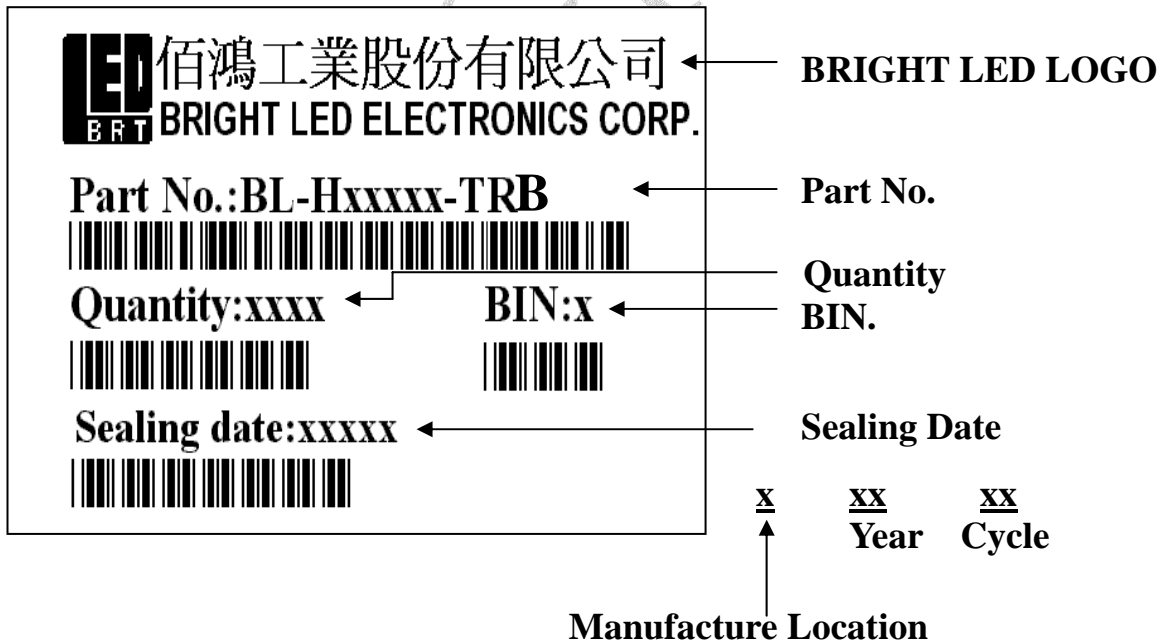 佰鴻工業股份有限公司
BRIGHT LED ELECTRONICS CORP.
LED
BRT
BRIGHT LED LOGO
Part No.:BL-Hxxxxx-TRB
Part No.
Quantity:xxxx
BIN:x
Quantity
BIN.
Sealing date:xxxxx
Sealing Date
x xx xx
Year Cycle
Manufacture Location